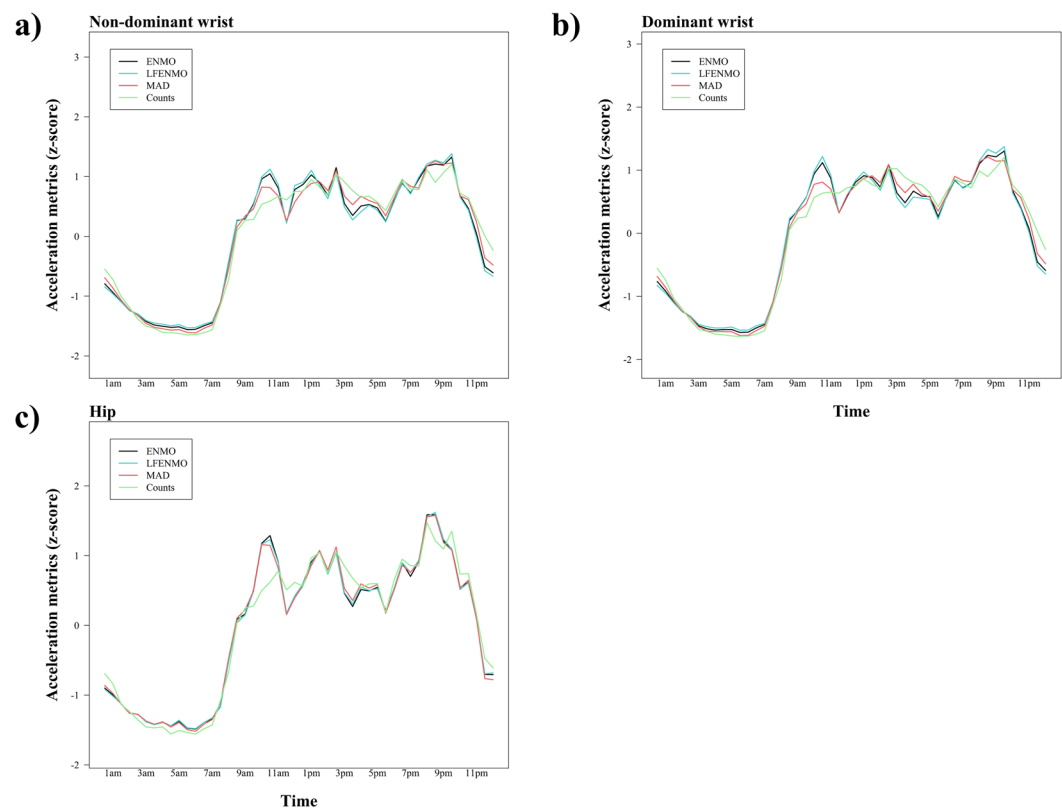 a)
Non-dominant wrist
Acceleration metrics (z-score)
3
2
1
0
-1
-2
ENMO
LFENMO
MAD
Counts
1am 3am 5am 7am 9am 11am 1pm 3pm 5pm 7pm 9pm 11pm
b)
Dominant wrist
Acceleration metrics (z-score)
3
2
1
0
-1
-2
ENMO
LFENMO
MAD
Counts
1am 3am 5am 7am 9am 11am 1pm 3pm 5pm 7pm 9pm 11pm
Time
c)
Hip
Acceleration metrics (z-score)
2
1
0
-1
-2
ENMO
LFENMO
MAD
Counts
1am 3am 5am 7am 9am 11am 1pm 3pm 5pm 7pm 9pm 11pm
Time